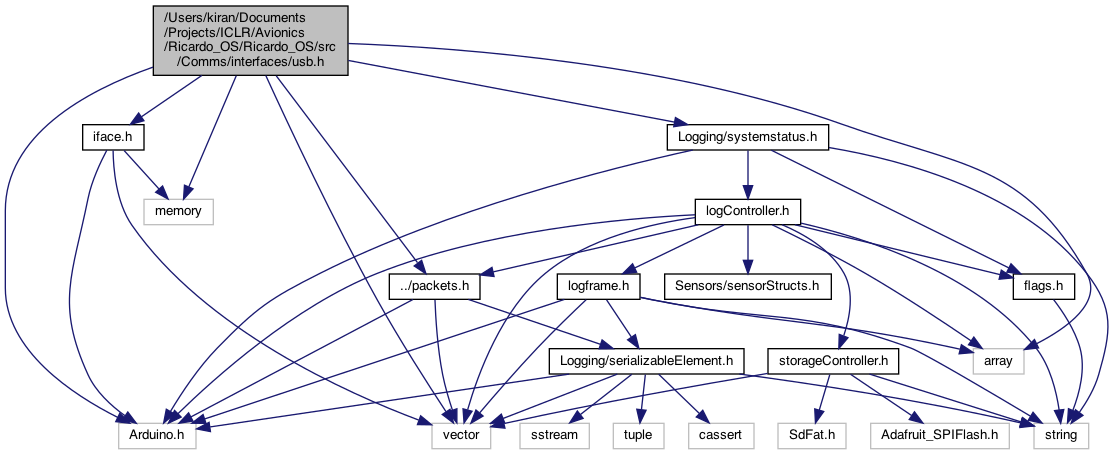 /Users/kiran/Documents
/Projects/ICLR/Avionics
/Ricardo_OS/Ricardo_OS/src
/Comms/interfaces/usb.h
iface.h
Logging/systemstatus.h
memory
logController.h
../packets.h
logframe.h
Sensors/sensorStructs.h
flags.h
Logging/serializableElement.h
storageController.h
array
Arduino.h
vector
sstream
tuple
cassert
SdFat.h
Adafruit_SPIFlash.h
string